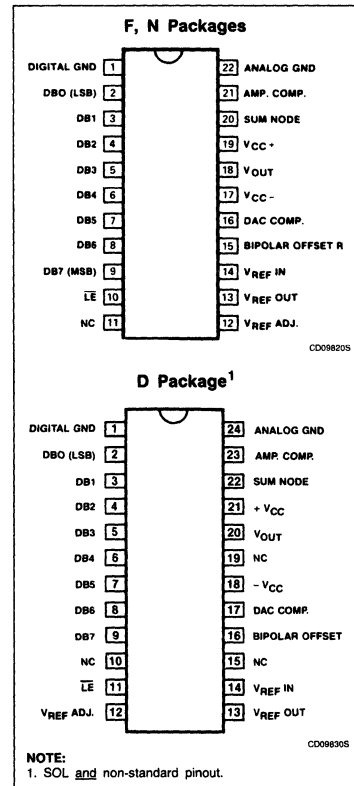 F, N Packages
DIGITAL GND 1 22 ANALOG GND
DBO (LSB) 2 21 AMP. COMP.
DB1 3 20 SUM NODE
DB2 4 19 VCC +
DB3 5 18 VOUT
DB4 6 17 VCC -
DB5 7 16 DAC COMP.
DB6 8 15 BIPOLAR OFFSET R
DB7 (MSB) 9 14 VREF IN
L̅E̅ 10 13 VREF OUT
NC 11 12 VREF ADJ.
CD09820S
D Package1
DIGITAL GND 1 24 ANALOG GND
DBO (LSB) 2 23 AMP. COMP.
DB1 3 22 SUM NODE
DB2 4 21 + VCC
DB3 5 20 VOUT
DB4 6 19 NC
DB5 7 18 - VCC
DB6 8 17 DAC COMP.
DB7 9 16 BIPOLAR OFFSET
NC 10 15 NC
L̅E̅ 11 14 VREF IN
VREF ADJ. 12 13 VREF OUT
CD09830S
NOTE:
1. SOL and non-standard pinout.